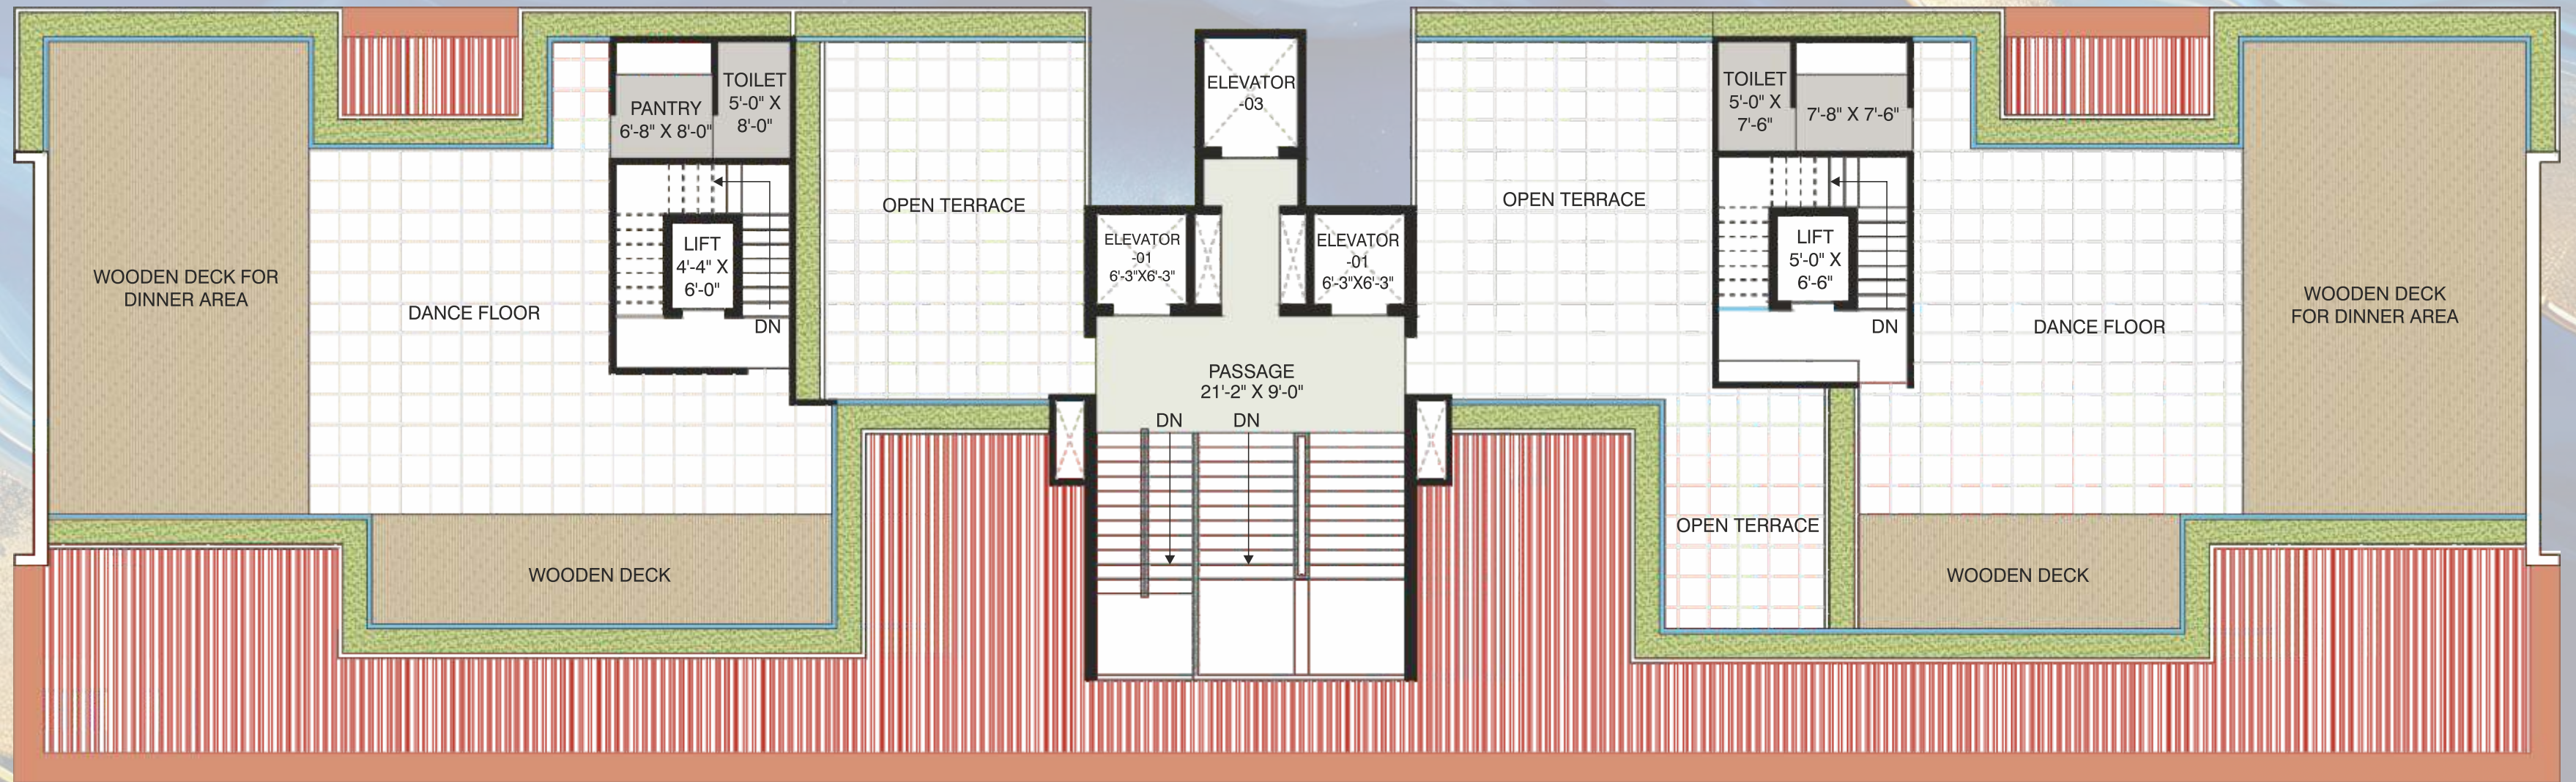 PANTRY
6'-8" X 8'-0"
TOILET
5'-0" X
8'-0"
WOODEN DECK FOR
DINNER AREA
DANCE FLOOR
LIFT
4'-4" X
6'-0"
DN
OPEN TERRACE
WOODEN DECK
ELEVATOR
-03
ELEVATOR
-01
6'-3"X6'-3"
ELEVATOR
-01
6'-3"X6'-3"
PASSAGE
21'-2" X 9'-0"
DN
DN
OPEN TERRACE
TOILET
5'-0" X
7'-6"
7'-8" X 7'-6"
LIFT
5'-0" X
6'-6"
DN
DANCE FLOOR
WOODEN DECK
FOR DINNER AREA
OPEN TERRACE
WOODEN DECK